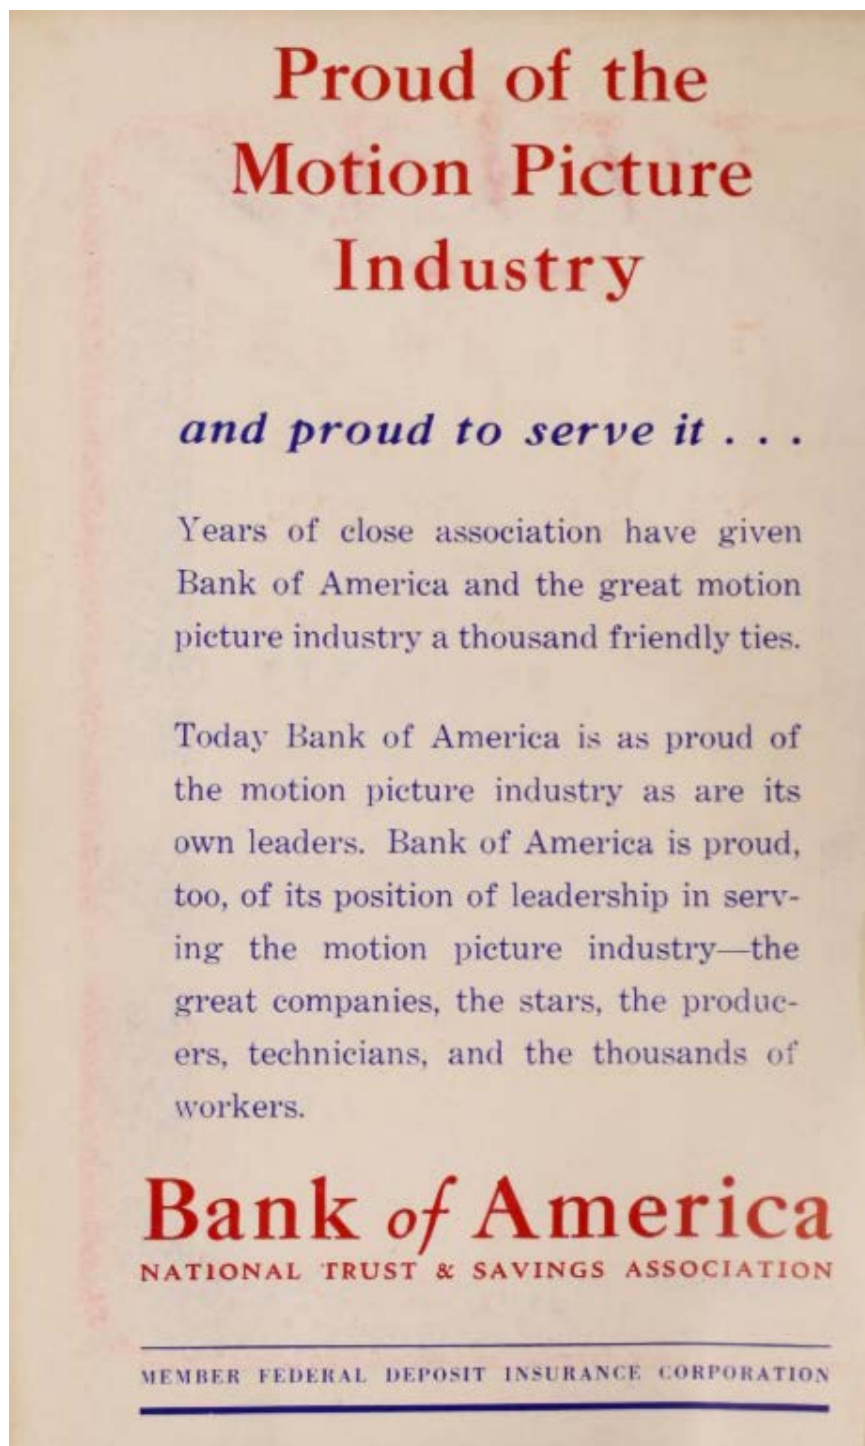 Proud of the
Motion Picture
Industry
and proud to serve it . . .
Years of close association have given
Bank of America and the great motion
picture industry a thousand friendly ties.
Today Bank of America is as proud of
the motion picture industry as are its
own leaders. Bank of America is proud,
too, of its position of leadership in serv-
ing the motion picture industry—the
great companies, the stars, the produc-
ers, technicians, and the thousands of
workers.
Bank of America
NATIONAL TRUST & SAVINGS ASSOCIATION
MEMBER FEDERAL DEPOSIT INSURANCE CORPORATION